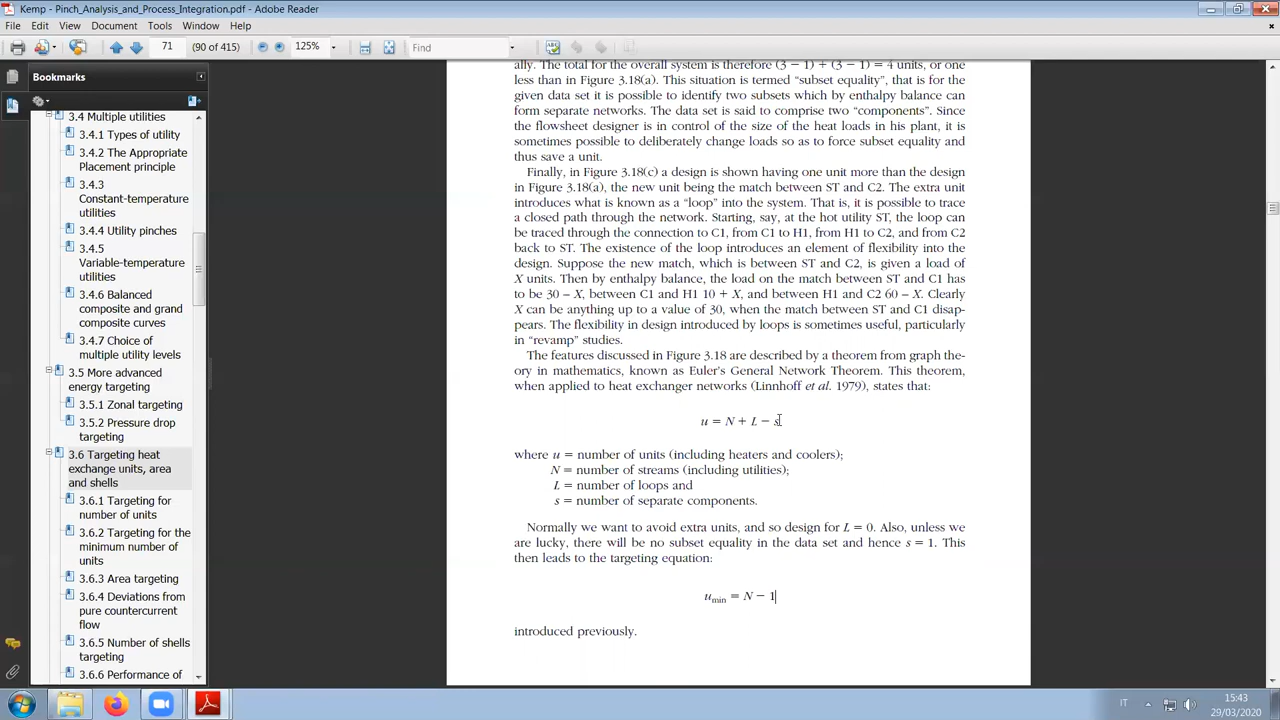 Kemp - Pinch_Analysis_and_Process_Integration.pdf - Adobe Reader
File Edit View Document Tools Window Help
71 (90 of 415) 125% Find
Bookmarks
3.4 Multiple utilities
3.4.1 Types of utility
3.4.2 The Appropriate
Placement principle
3.4.3
Constant-temperature
utilities
3.4.4 Utility pinches
3.4.5
Variable-temperature
utilities
3.4.6 Balanced
composite and grand
composite curves
3.4.7 Choice of
multiple utility levels
3.5 More advanced
energy targeting
3.5.1 Zonal targeting
3.5.2 Pressure drop
targeting
3.6 Targeting heat
exchange units, area
and shells
3.6.1 Targeting for
number of units
3.6.2 Targeting for the
minimum number of
units
3.6.3 Area targeting
3.6.4 Deviations from
pure countercurrent
flow
3.6.5 Number of shells
targeting
3.6.6 Performance of
ally. The total for the overall system is therefore (3 − 1) + (3 − 1) = 4 units, or one
less than in Figure 3.18(a). This situation is termed “subset equality”, that is for the
given data set it is possible to identify two subsets which by enthalpy balance can
form separate networks. The data set is said to comprise two “components”. Since
the flowsheet designer is in control of the size of the heat loads in his plant, it is
sometimes possible to deliberately change loads so as to force subset equality and
thus save a unit.
Finally, in Figure 3.18(c) a design is shown having one unit more than the design
in Figure 3.18(a), the new unit being the match between ST and C2. The extra unit
introduces what is known as a “loop” into the system. That is, it is possible to trace
a closed path through the network. Starting, say, at the hot utility ST, the loop can
be traced through the connection to C1, from C1 to H1, from H1 to C2, and from C2
back to ST. The existence of the loop introduces an element of flexibility into the
design. Suppose the new match, which is between ST and C2, is given a load of
X units. Then by enthalpy balance, the load on the match between ST and C1 has
to be 30 – X, between C1 and H1 10 + X, and between H1 and C2 60 – X. Clearly
X can be anything up to a value of 30, when the match between ST and C1 disap-
pears. The flexibility in design introduced by loops is sometimes useful, particularly
in “revamp” studies.
The features discussed in Figure 3.18 are described by a theorem from graph the-
ory in mathematics, known as Euler’s General Network Theorem. This theorem,
when applied to heat exchanger networks (Linnhoff et al. 1979), states that:
u = N + L − s
where u = number of units (including heaters and coolers);
N = number of streams (including utilities);
L = number of loops and
s = number of separate components.
Normally we want to avoid extra units, and so design for L = 0. Also, unless we
are lucky, there will be no subset equality in the data set and hence s = 1. This
then leads to the targeting equation:
umin = N − 1
introduced previously.
IT 15:43
29/03/2020